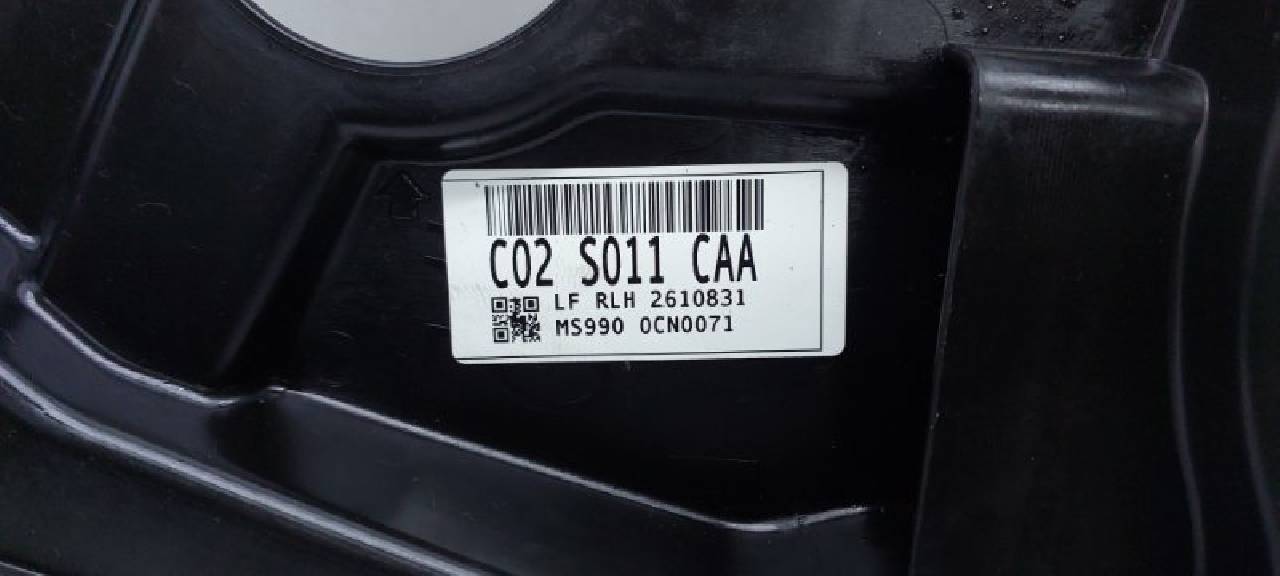 C02 S011 CAA
LF RLH 2610831
MS990 0CN0071